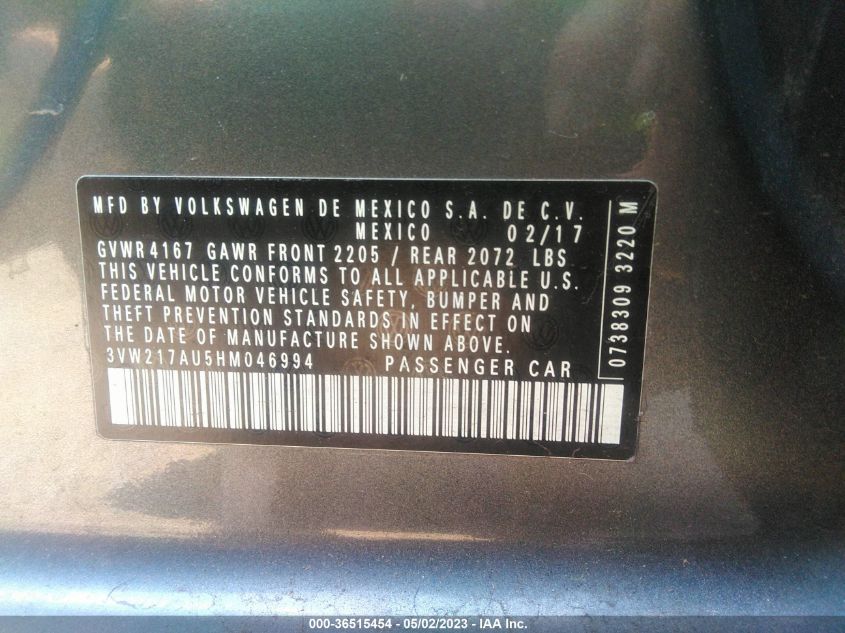 MFD BY VOLKSWAGEN DE MEXICO S.A. DE C.V.
MEXICO 02/17
GVWR 4167 GAWR FRONT 2205 / REAR 2072 LBS
THIS VEHICLE CONFORMS TO ALL APPLICABLE U.S.
FEDERAL MOTOR VEHICLE SAFETY, BUMPER AND
THEFT PREVENTION STANDARDS IN EFFECT ON
THE DATE OF MANUFACTURE SHOWN ABOVE.
3VW217AU5HM046994 PASSENGER CAR
0738309 3220 M
000-36515454 - 05/02/2023 - IAA Inc.